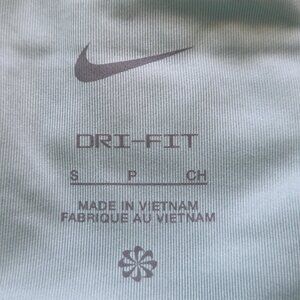 DRI-FIT
S P CH
MADE IN VIETNAM
FABRIQUE AU VIETNAM